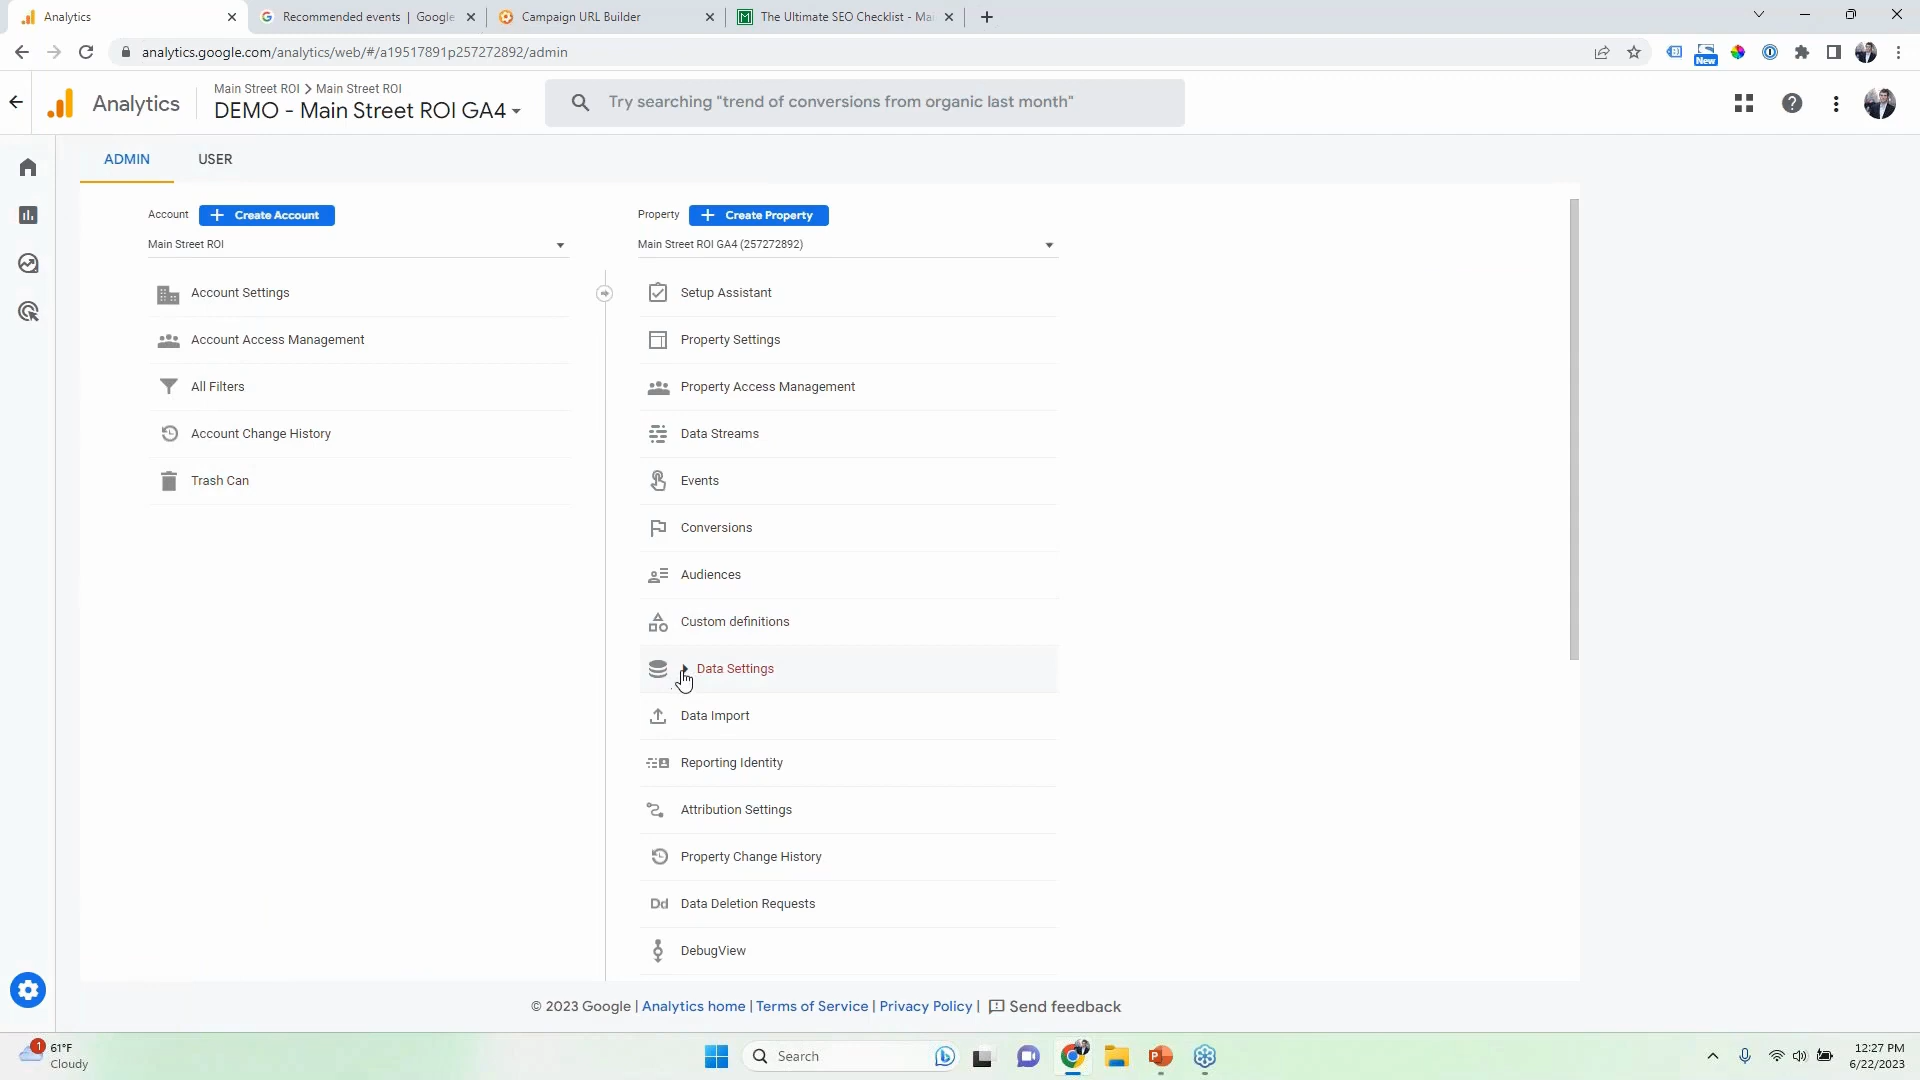 Analytics
Recommended events | Google
Campaign URL Builder
The Ultimate SEO Checklist - Mai
analytics.google.com/analytics/web/#/a19517891p257272892/admin
New
Analytics
Main Street ROI > Main Street ROI
DEMO - Main Street ROI GA4
Try searching "trend of conversions from organic last month"
ADMIN
USER
Account
+ Create Account
Main Street ROI
Account Settings
Account Access Management
All Filters
Account Change History
Trash Can
Property
+ Create Property
Main Street ROI GA4 (257272892)
Setup Assistant
Property Settings
Property Access Management
Data Streams
Events
Conversions
Audiences
Custom definitions
Data Settings
Data Import
Reporting Identity
Attribution Settings
Property Change History
Dd Data Deletion Requests
DebugView
© 2023 Google | Analytics home | Terms of Service | Privacy Policy | Send feedback
1
61°F
Cloudy
Search
12:27 PM
6/22/2023